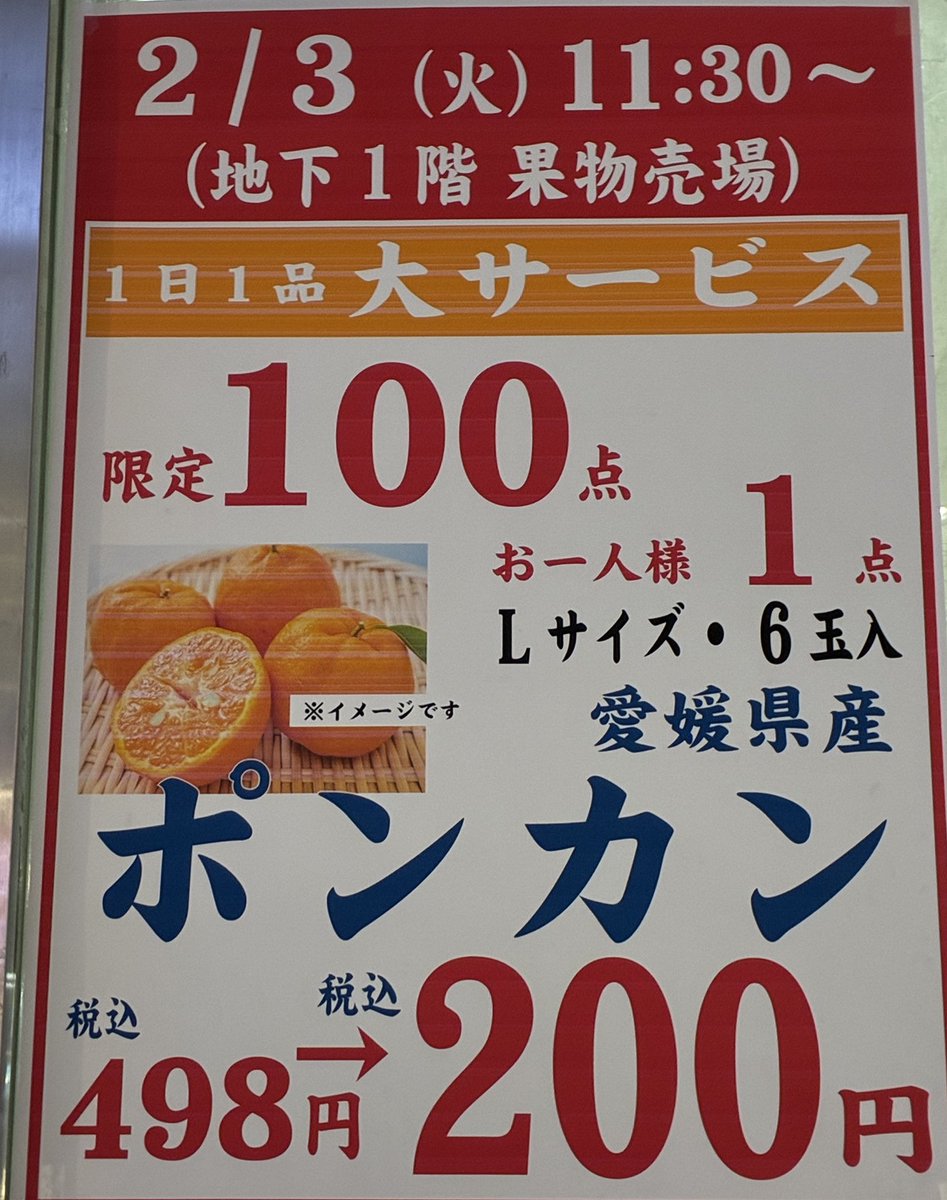 2/3 (火) 11:30～
(地下1階 果物売場)
1日1品 大サービス
限定100点
お一人様 1点
Lサイズ・6玉入
※イメージです
愛媛県産
ポンカン
税込498円→税込200円